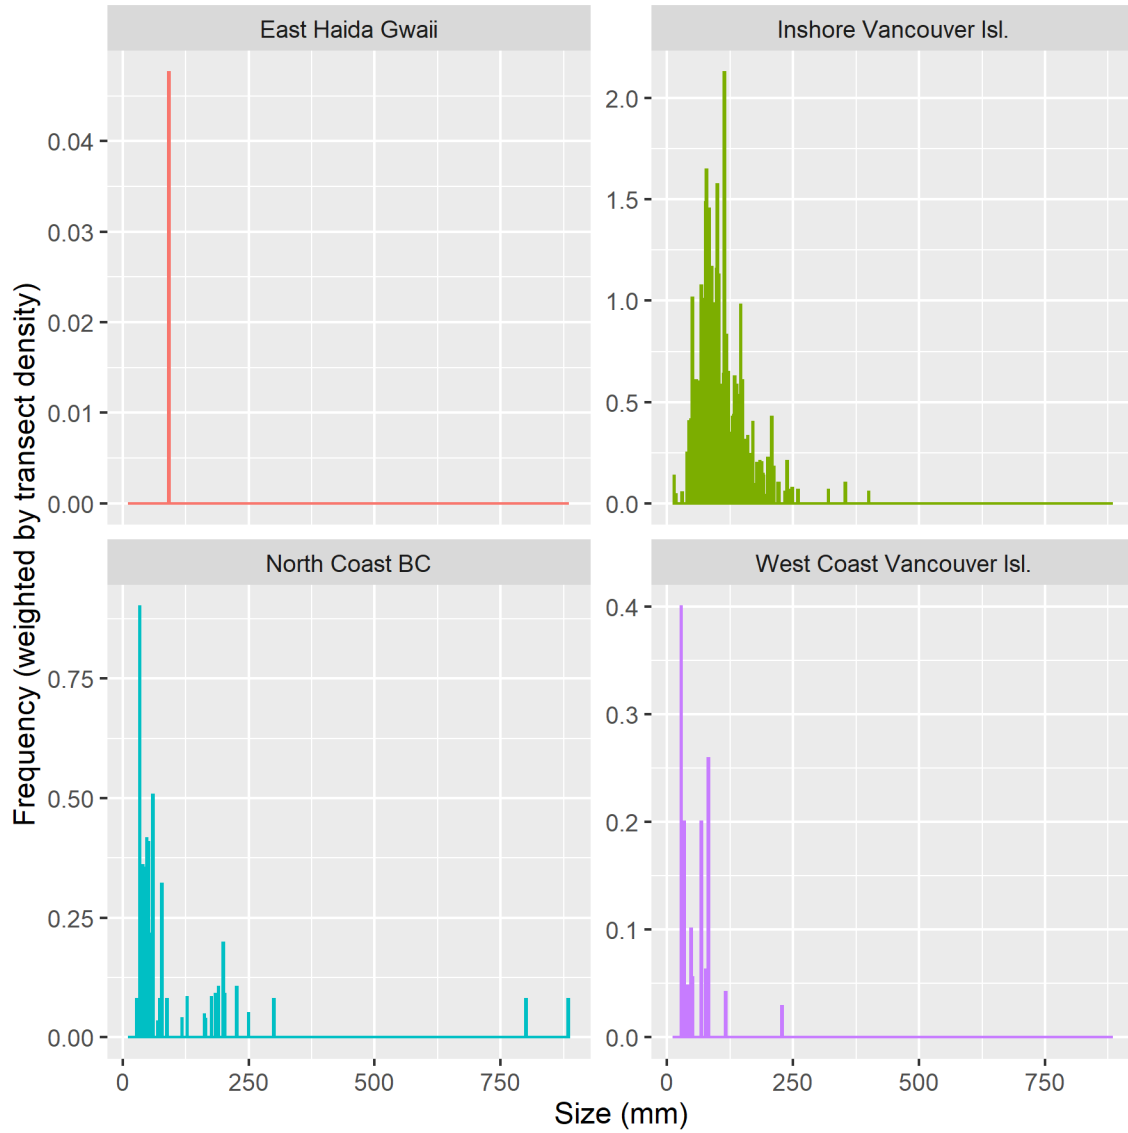 East Haida Gwaii
Inshore Vancouver Isl.
0.04
0.03
0.02
0.01
0.00
2.0
1.5
1.0
0.5
0.0
North Coast BC
West Coast Vancouver Isl.
0.75
0.50
0.25
0.00
0.4
0.3
0.2
0.1
0.0
0 250 500 750
0 250 500 750
Size (mm)
Frequency (weighted by transect density)